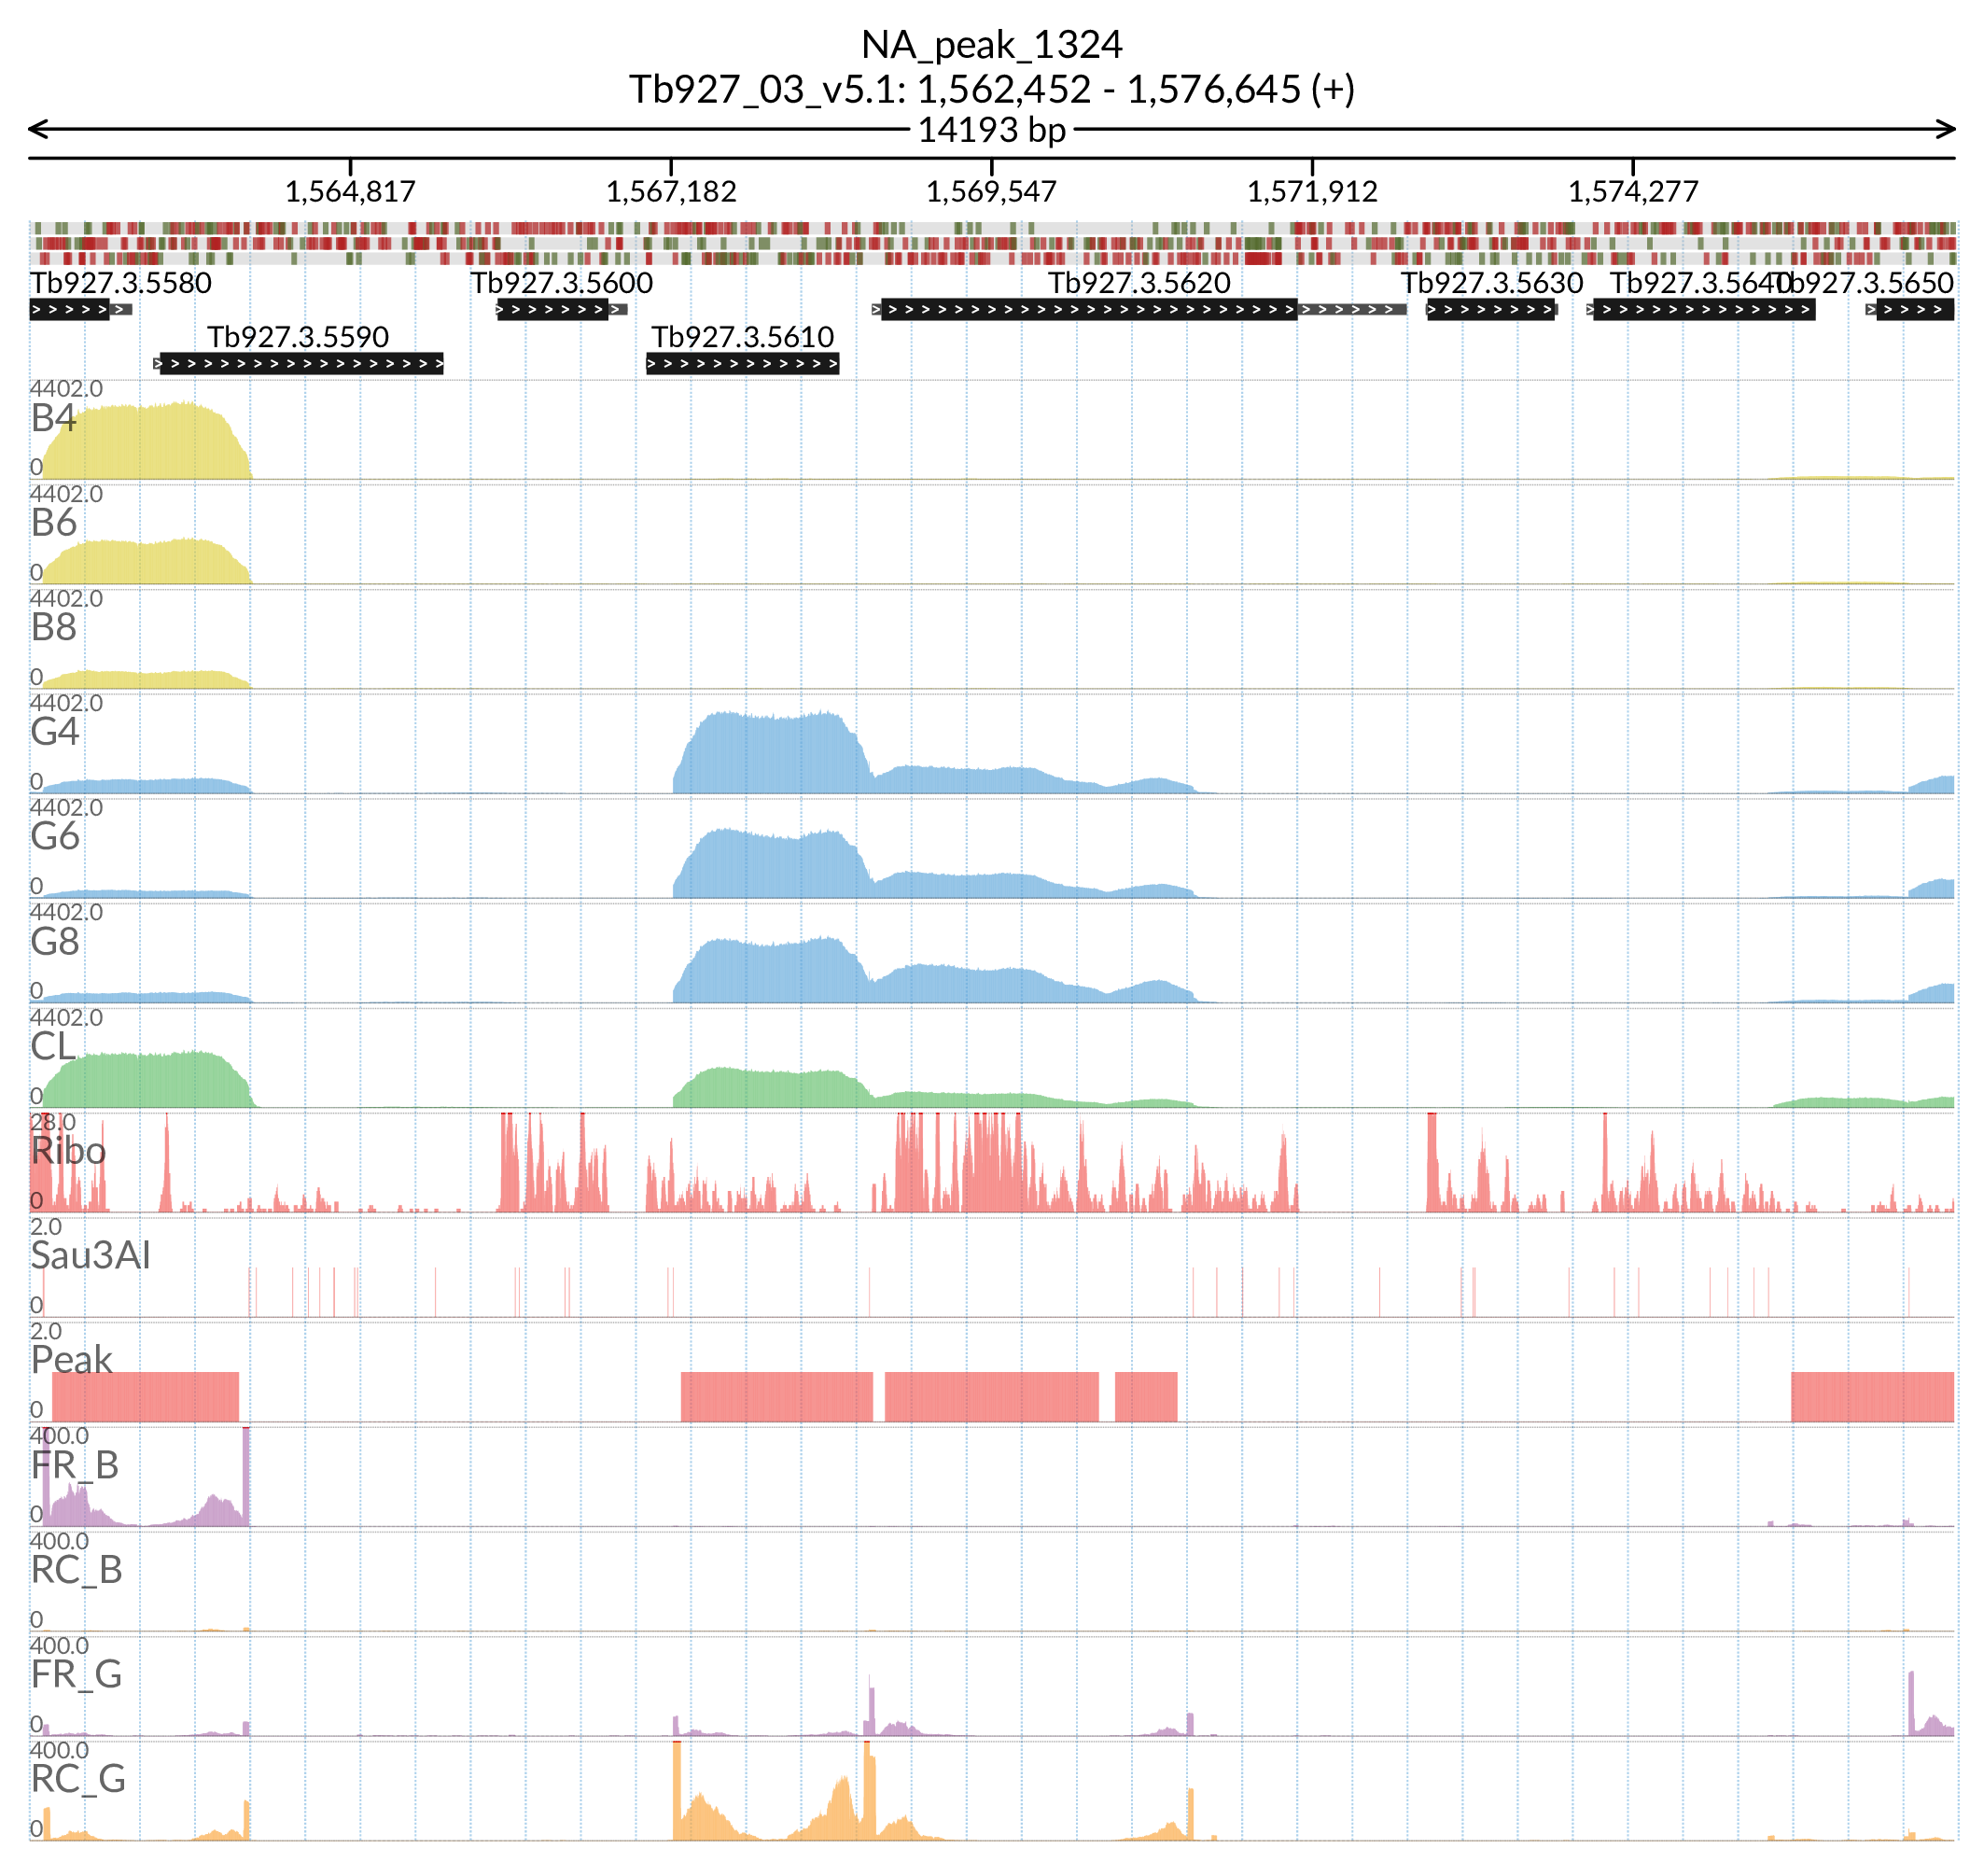 NA_peak_1324
Tb927_03_v5.1: 1,562,452 - 1,576,645 (+)
14193 bp
1,564,817 1,567,182 1,569,547 1,571,912 1,574,277
Tb927.3.5580 Tb927.3.5600 Tb927.3.5620 Tb927.3.5630 Tb927.3.5640 Tb927.3.5650
Tb927.3.5590 Tb927.3.5610
4402.0
B4
0
4402.0
B6
0
4402.0
B8
0
4402.0
G4
0
4402.0
G6
0
4402.0
G8
0
4402.0
CL
0
28.0
Ribo
0
2.0
Sau3AI
0
2.0
Peak
0
400.0
FR_B
0
400.0
RC_B
0
400.0
FR_G
0
400.0
RC_G
0